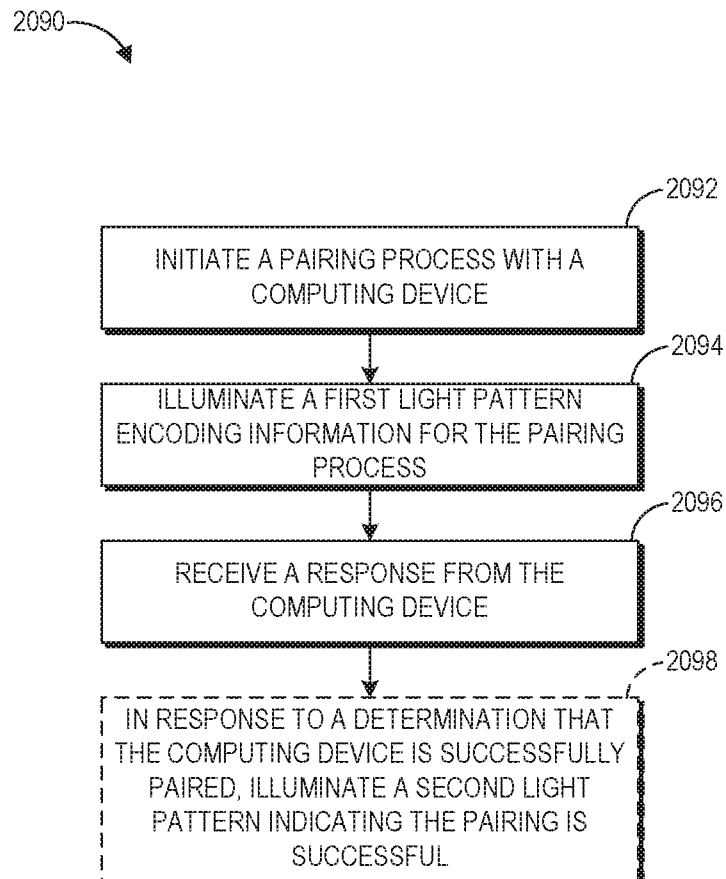 2090
2092
INITIATE A PAIRING PROCESS WITH A
COMPUTING DEVICE
2094
ILLUMINATE A FIRST LIGHT PATTERN
ENCODING INFORMATION FOR THE PAIRING
PROCESS
2096
RECEIVE A RESPONSE FROM THE
COMPUTING DEVICE
2098
IN RESPONSE TO A DETERMINATION THAT
THE COMPUTING DEVICE IS SUCCESSFULLY
PAIRED, ILLUMINATE A SECOND LIGHT
PATTERN INDICATING THE PAIRING IS
SUCCESSFUL